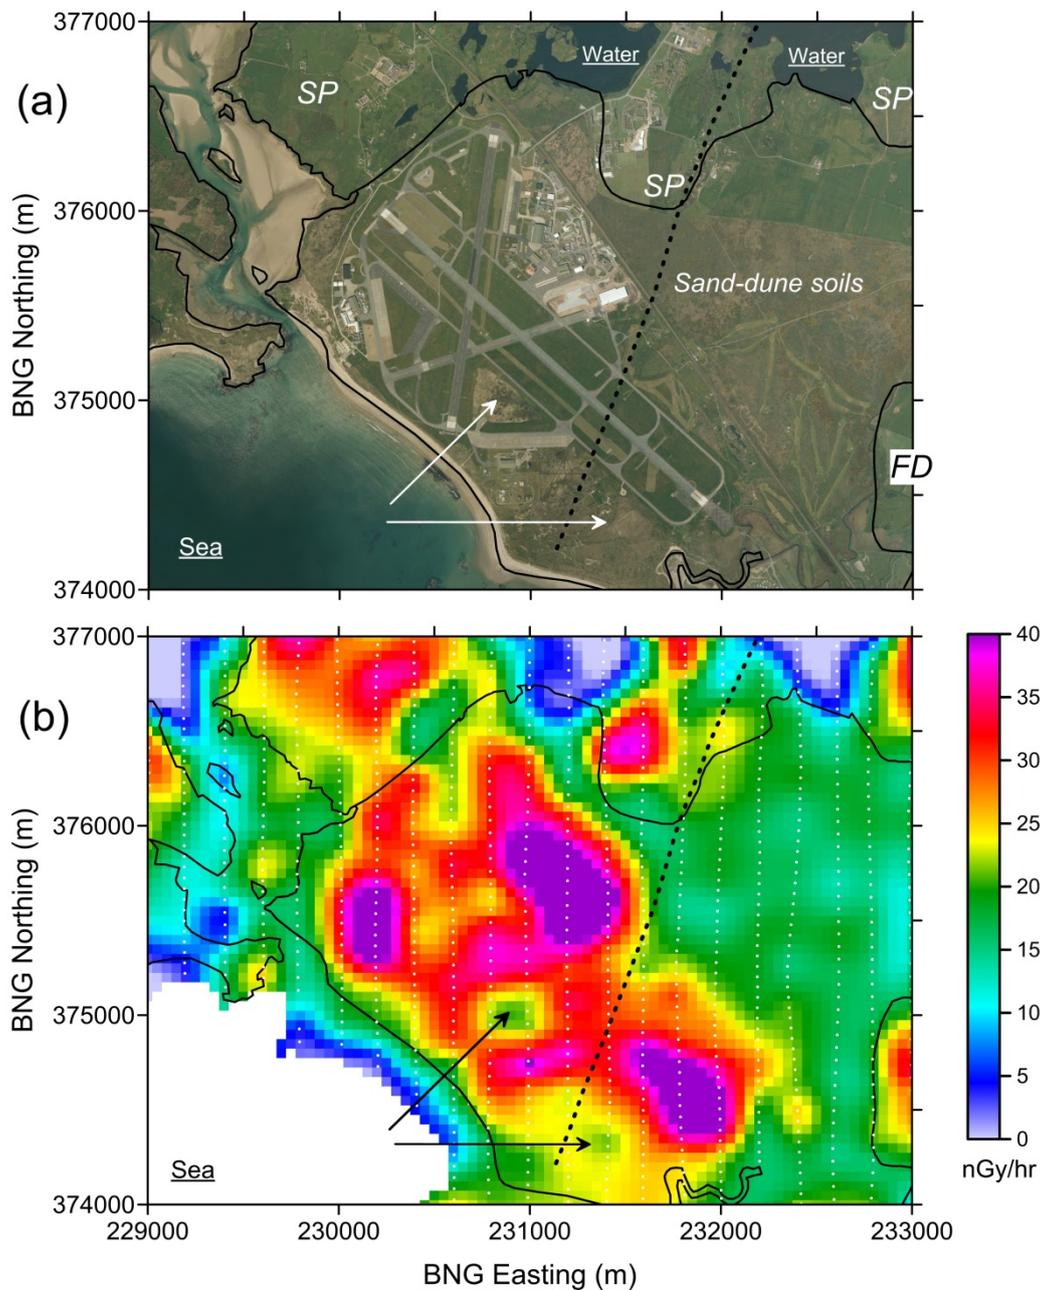 (a)
BNG Northing (m)
377000
376000
375000
374000
SP
Water
Water
SP
SP
Sand-dune soils
FD
Sea
H
(b)
BNG Northing (m)
377000
376000
375000
374000
Sea
229000
230000
231000
232000
233000
BNG Easting (m)
40
35
30
25
20
15
10
5
0
nGy/hr